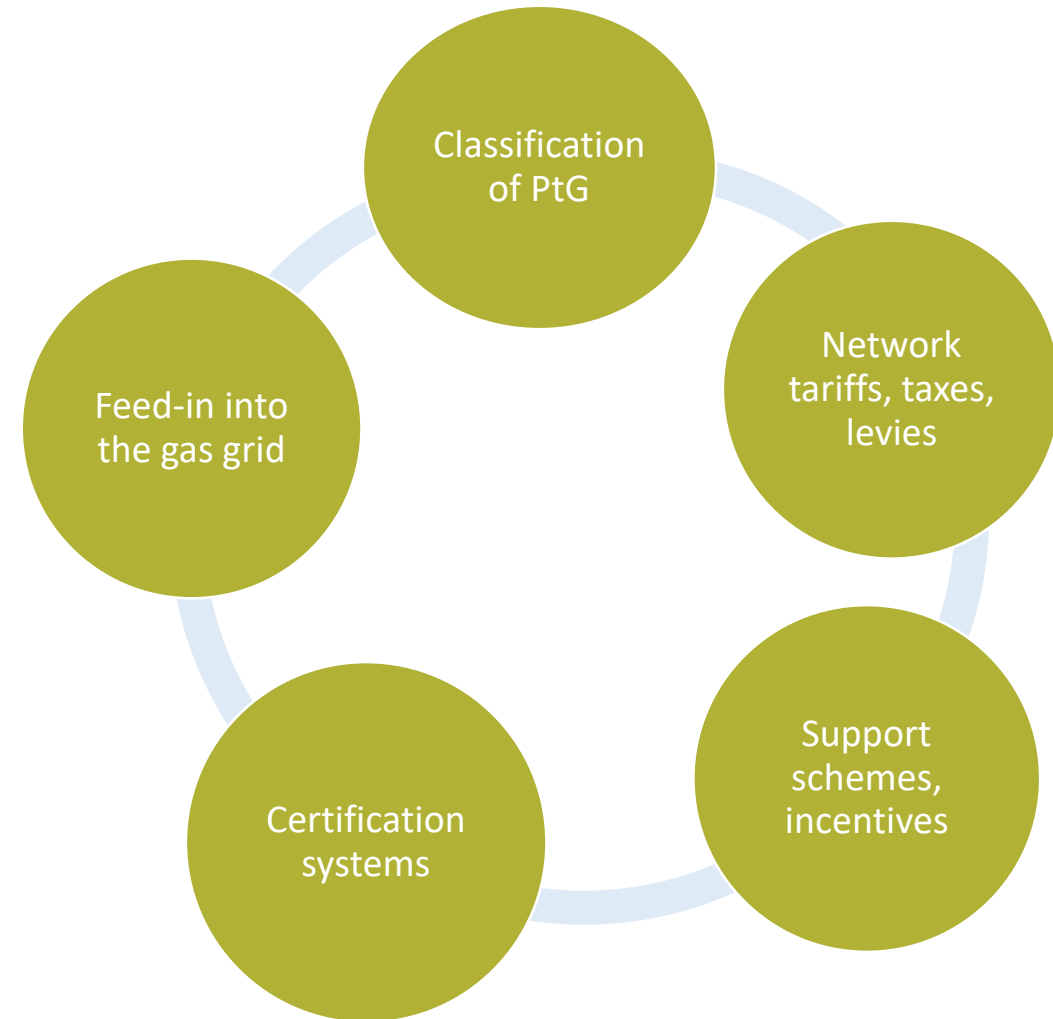 Classification
of PtG
Network
tariffs, taxes,
levies
Support
schemes,
incentives
Certification
systems
Feed-in into
the gas grid